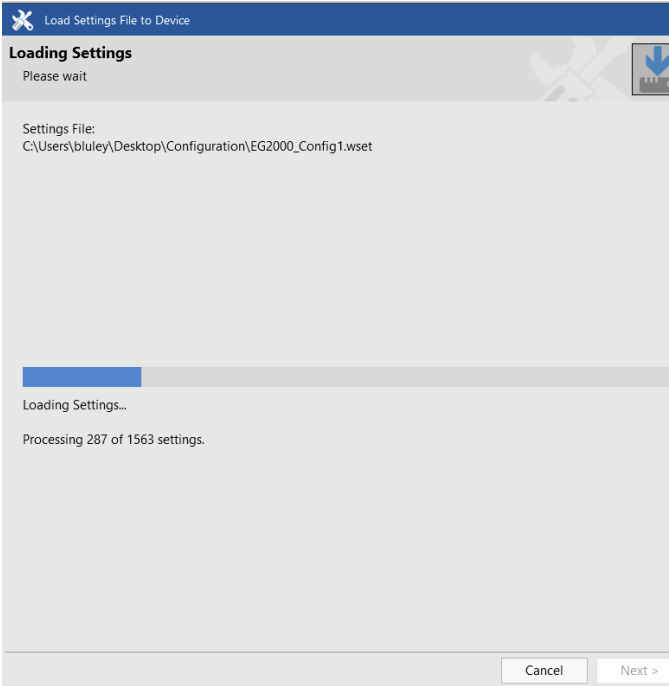 Load Settings File to Device
Loading Settings
Please wait
Settings File:
C:\Users\bluley\Desktop\Configuration\EG2000_Config1.wset
Loading Settings...
Processing 287 of 1563 settings.
Cancel
Next >